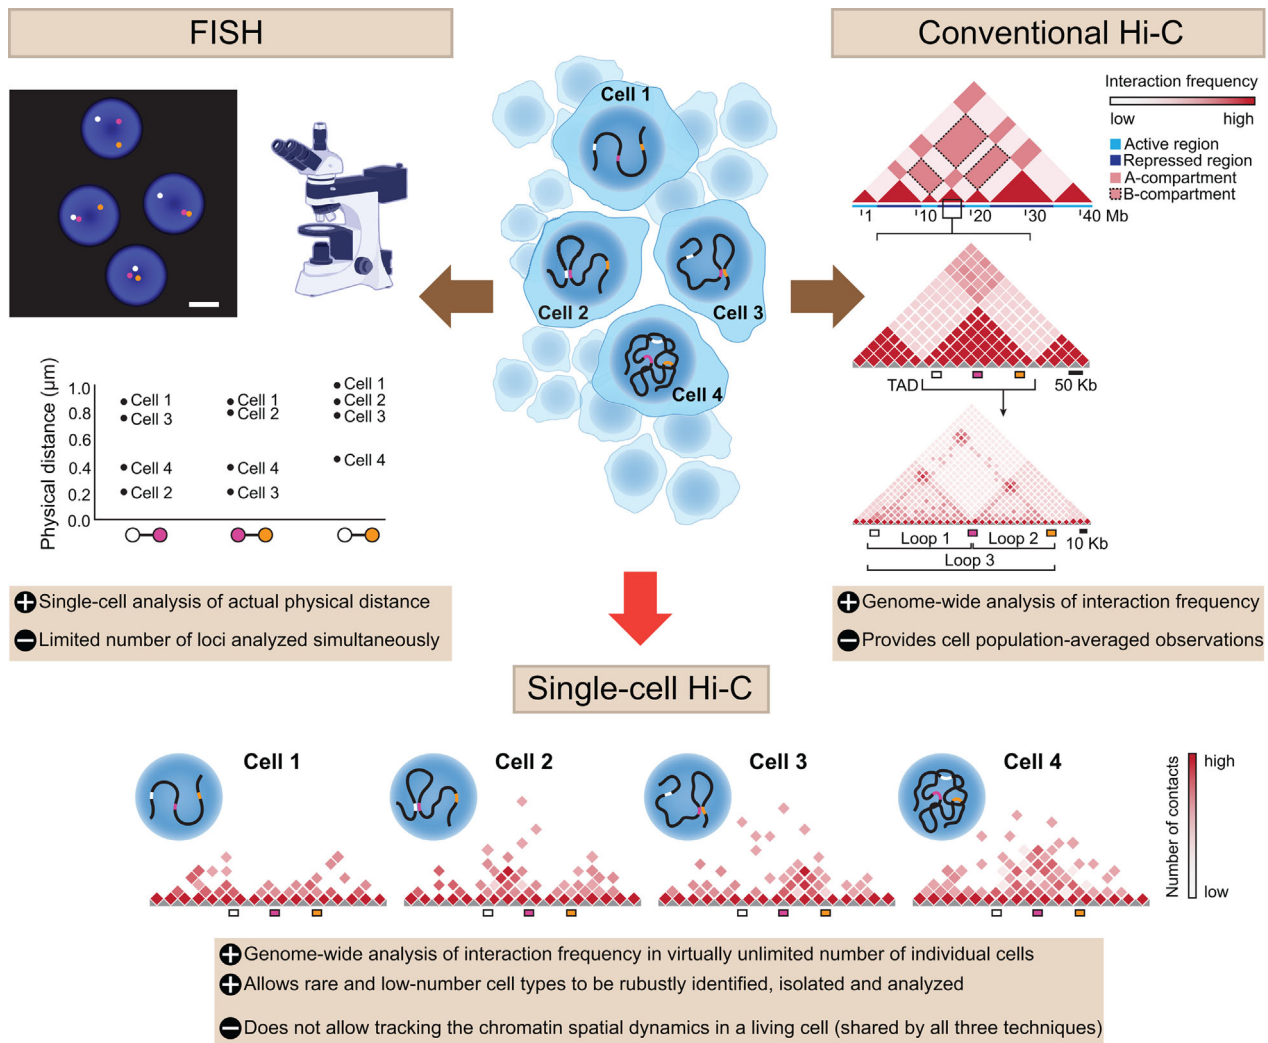 FISH
Conventional Hi-C
Cell 1
Cell 2
Cell 3
Cell 4
Interaction frequency
low high
Active region
Repressed region
A-compartment
B-compartment
1 10 20 30 40 Mb
TAD
50 Kb
Loop 1 Loop 2 10 Kb
Loop 3
Physical distance (μm)
1.0
0.8
0.6
0.4
0.2
0.0
Cell 1
Cell 3
Cell 4
Cell 2
Cell 1
Cell 2
Cell 4
Cell 3
Cell 1
Cell 2
Cell 3
Cell 4
+ Single-cell analysis of actual physical distance
− Limited number of loci analyzed simultaneously
+ Genome-wide analysis of interaction frequency
− Provides cell population-averaged observations
Single-cell Hi-C
Cell 1
Cell 2
Cell 3
Cell 4
Number of contacts
high
low
+ Genome-wide analysis of interaction frequency in virtually unlimited number of individual cells
+ Allows rare and low-number cell types to be rubustly identified, isolated and analyzed
− Does not allow tracking the chromatin spatial dynamics in a living cell (shared by all three techniques)